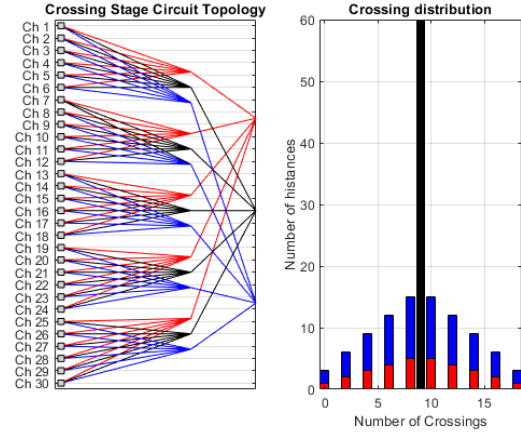 Crossing Stage Circuit Topology
Ch 1
Ch 2
Ch 3
Ch 4
Ch 5
Ch 6
Ch 7
Ch 8
Ch 9
Ch 10
Ch 11
Ch 12
Ch 13
Ch 14
Ch 15
Ch 16
Ch 17
Ch 18
Ch 19
Ch 20
Ch 21
Ch 22
Ch 23
Ch 24
Ch 25
Ch 26
Ch 27
Ch 28
Ch 29
Ch 30
Crossing distribution
Number of histances
60
50
40
30
20
10
0
0 5 10 15
Number of Crossings